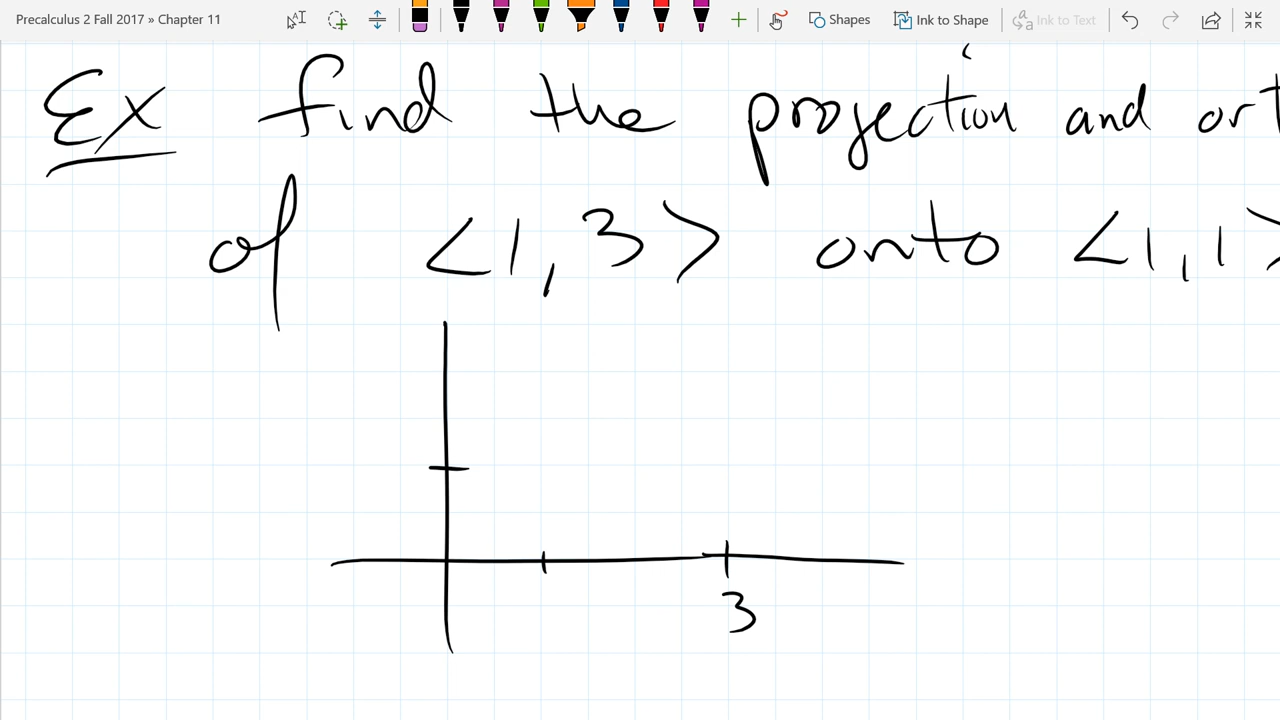 Precalculus 2 Fall 2017 » Chapter 11
Shapes
Ink to Shape
Ink to Text
Ex find the projection and ort
of <1, 3> onto <1, 1>
3